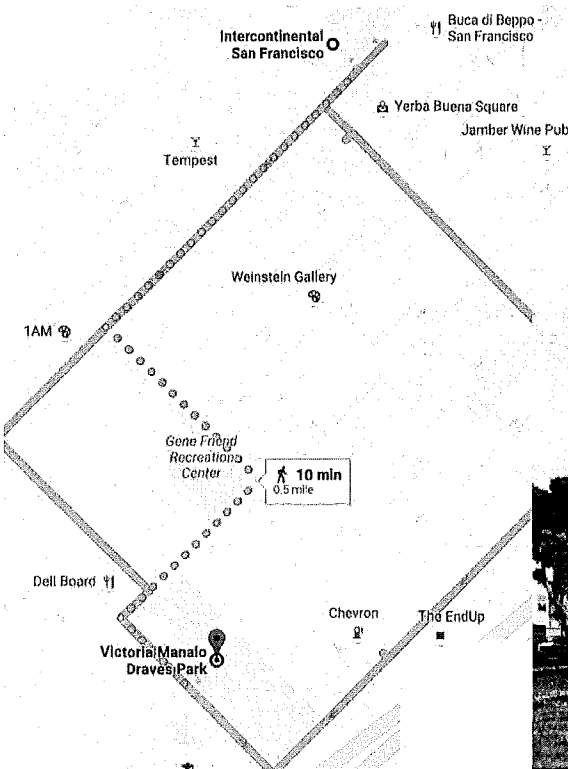 Buca di Beppo -
San Francisco
Intercontinental
San Francisco
Yerba Buena Square
Jamber Wine Pub
Tempest
Weinstein Gallery
1AM
Gene Friend
Recreation
Center
10 min
0.5 mile
Dell Board
Chevron
The EndUp
Victoria Manalo
Draves Park